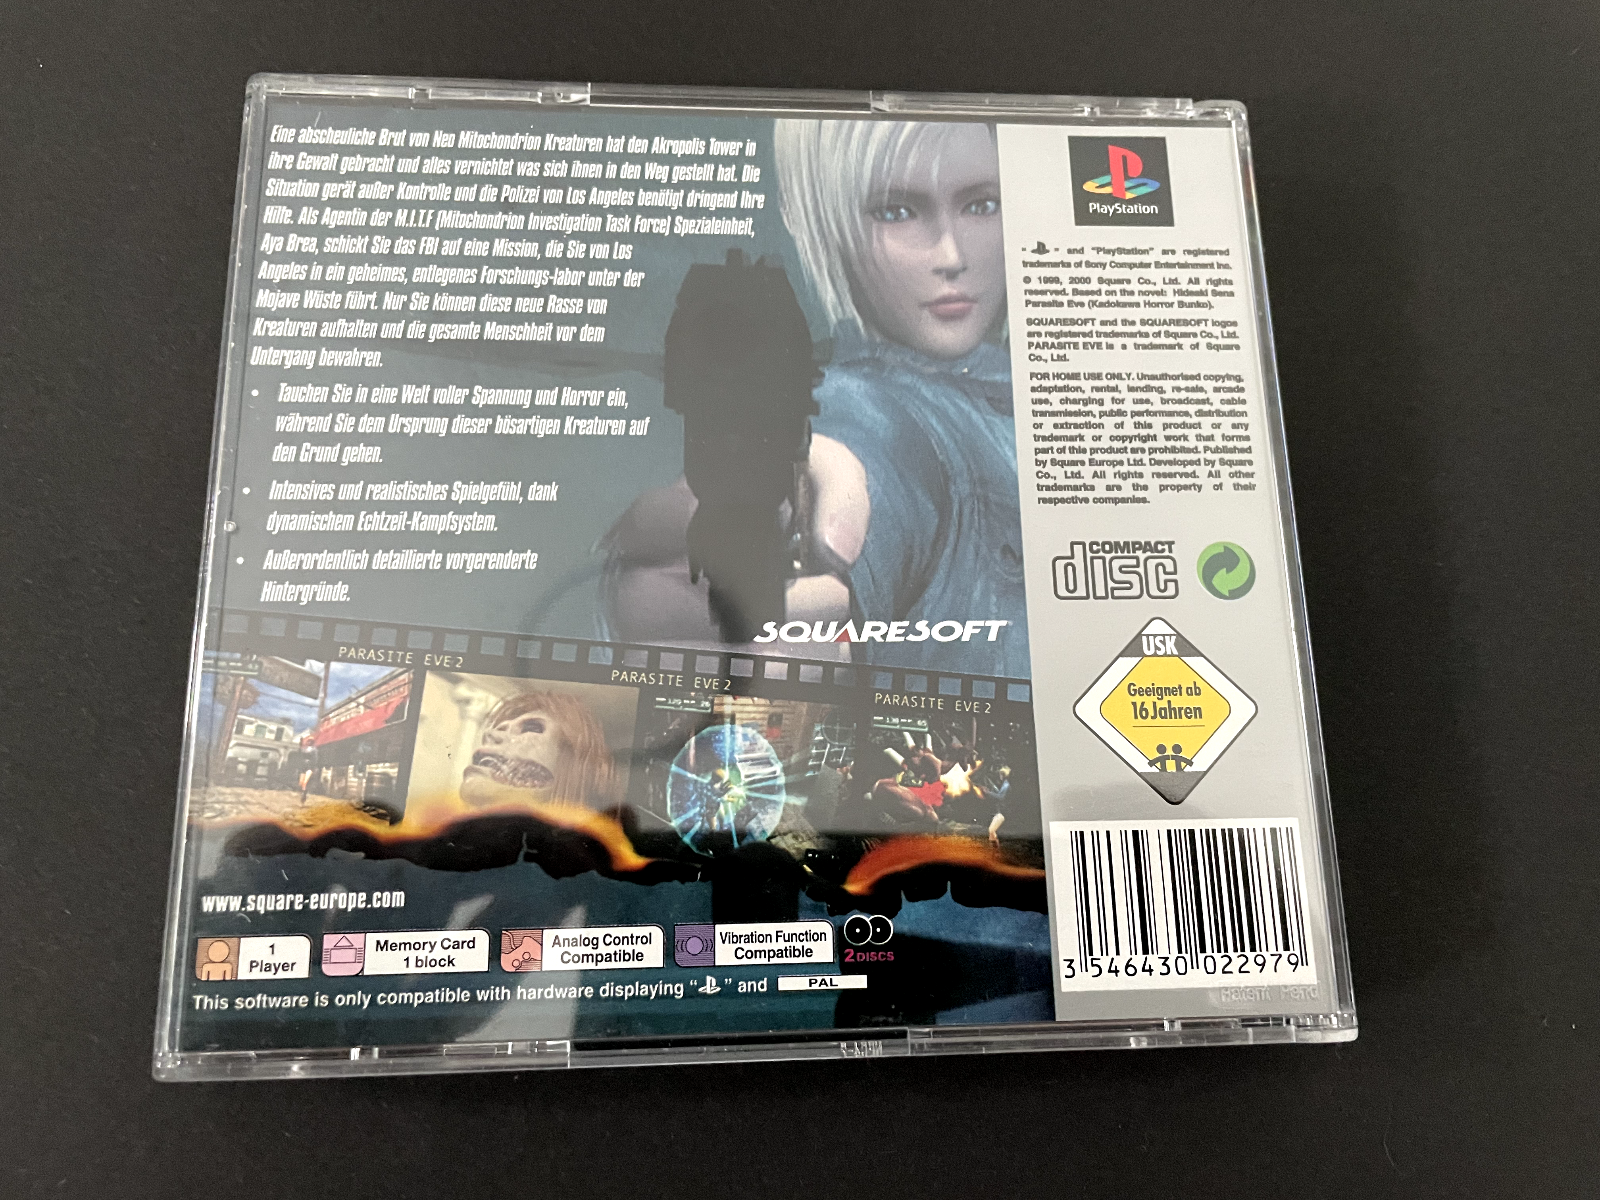 Eine abscheuliche Brut von Neo Mitochondrion Kreaturen hat den Akropolis Tower in
ihre Gewalt gebracht und alles vernichtet was sich ihnen in den Weg gestellt hat. Die
Situation gerät außer Kontrolle und die Polizei von Los Angeles benötigt dringend Ihre
Hilfe. Als Agentin der M.I.T.F (Mitochondrion Investigation Task Force) Spezialeinheit,
Aya Brea, schickt Sie das FBI auf eine Mission, die Sie von Los
Angeles in ein geheimes, entlegenes Forschungs-labor unter der
Mojave Wüste führt. Nur Sie können diese neue Rasse von
Kreaturen aufhalten und die gesamte Menschheit vor dem
Untergang bewahren.
• Tauchen Sie in eine Welt voller Spannung und Horror ein,
während Sie dem Ursprung dieser bösartigen Kreaturen auf
den Grund gehen.
• Intensives und realistisches Spielgefühl, dank
dynamischem Echtzeit-Kampfsystem.
• Außerordentlich detaillierte vorgerenderte
Hintergründe.
SQUARESOFT
PARASITE EVE 2
PARASITE EVE 2
PARASITE EVE 2
www.square-europe.com
1
Player
Memory Card
1 block
Analog Control
Compatible
Vibration Function
Compatible
2 DISCS
This software is only compatible with hardware displaying " " and PAL
PlayStation
" " and "PlayStation" are registered
trademarks of Sony Computer Entertainment Inc.
© 1999, 2000 Square Co., Ltd. All rights
reserved. Based on the novel: Hideaki Sena
Parasite Eve (Kadokawa Horror Bunko).
SQUARESOFT and the SQUARESOFT logos
are registered trademarks of Square Co., Ltd.
PARASITE EVE is a trademark of Square
Co., Ltd.
FOR HOME USE ONLY. Unauthorised copying,
adaptation, rental, lending, re-sale, arcade
use, charging for use, broadcast, cable
transmission, public performance, distribution
or extraction of this product or any
trademark or copyright work that forms
part of this product are prohibited. Published
by Square Europe Ltd. Developed by Square
Co., Ltd. All rights reserved. All other
trademarks are the property of their
respective companies.
COMPACT
disc
USK
Geeignet ab
16 Jahren
3 546430 022979